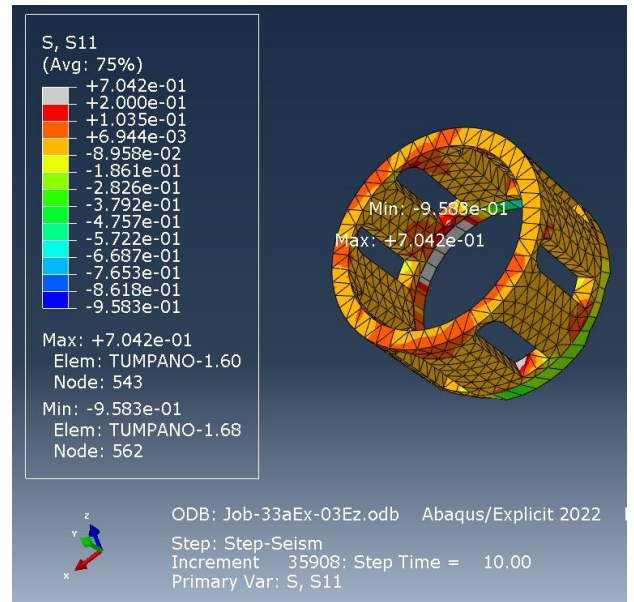 S, S11
(Avg: 75%)
+7.042e-01
+2.000e-01
+1.035e-01
+6.944e-03
-8.958e-02
-1.861e-01
-2.826e-01
-3.792e-01
-4.757e-01
-5.722e-01
-6.687e-01
-7.653e-01
-8.618e-01
-9.583e-01
Max: +7.042e-01
Elem: TUMPANO-1.60
Node: 543
Min: -9.583e-01
Elem: TUMPANO-1.68
Node: 562
Min: -9.583e-01
Max: +7.042e-01
Z
Y
X
ODB: Job-33aEx-03Ez.odb Abaqus/Explicit 2022
Step: Step-Seism
Increment 35908: Step Time = 10.00
Primary Var: S, S11